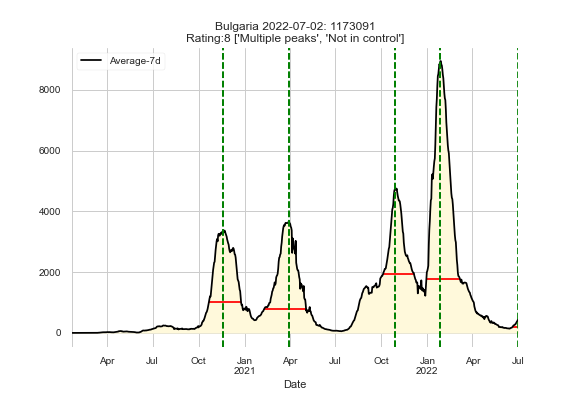 Bulgaria 2022-07-02: 1173091
Rating:8 ['Multiple peaks', 'Not in control']
Average-7d
8000
6000
4000
2000
0
Apr Jul Oct Jan Apr Jul Oct Jan Apr Jul
2021 2022
Date